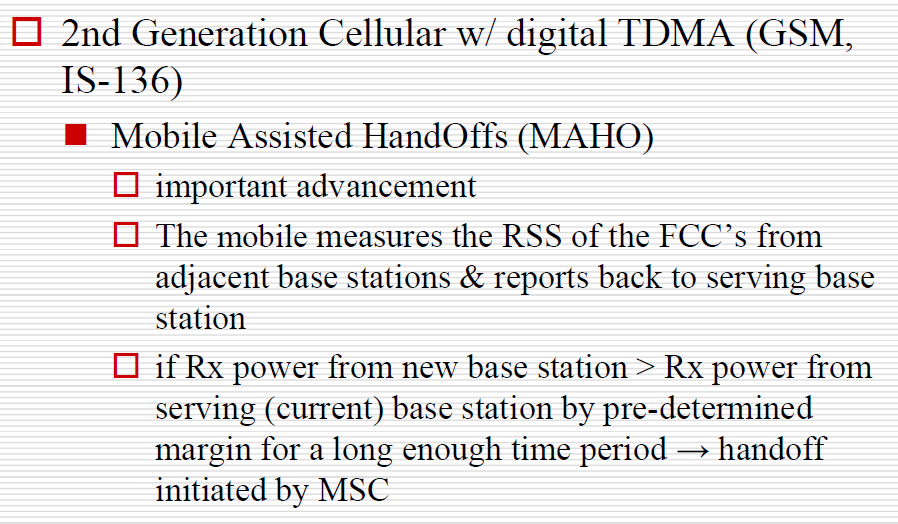 2nd Generation Cellular w/ digital TDMA (GSM,
IS-136)
Mobile Assisted HandOffs (MAHO)
important advancement
The mobile measures the RSS of the FCC’s from
adjacent base stations & reports back to serving base
station
if Rx power from new base station > Rx power from
serving (current) base station by pre-determined
margin for a long enough time period → handoff
initiated by MSC